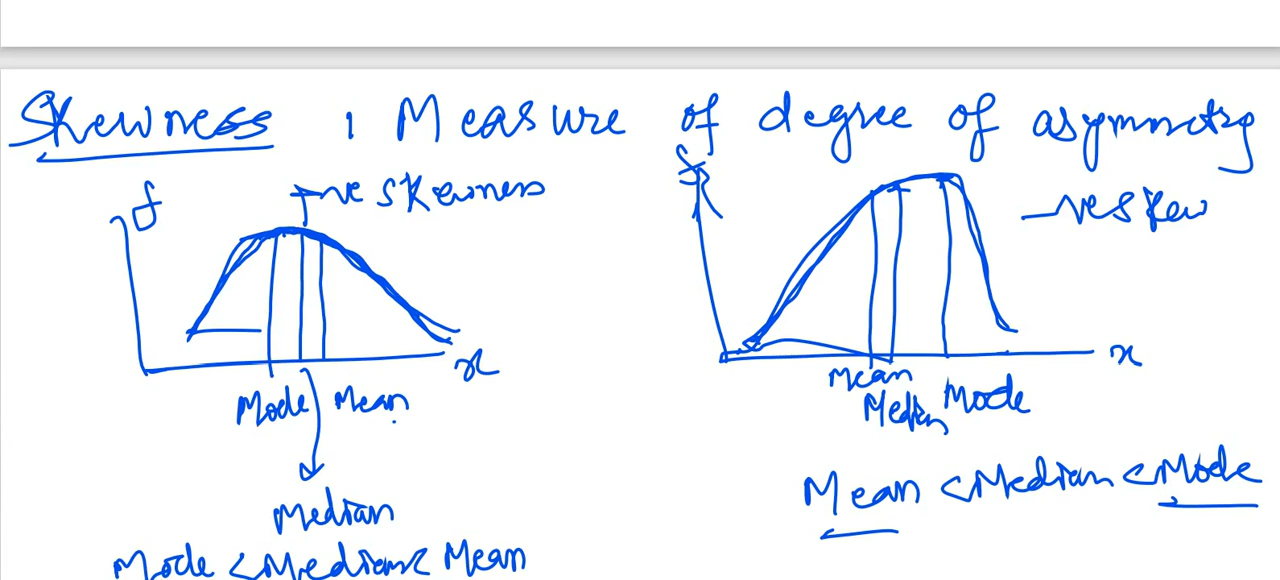 Skewness : Measure of degree of asymmetry
f
+ve skewness
x
Mode
Mean
Median
Mode < Median < Mean
-ve skew
x
Mean
Median
Mode
Mean < Median < Mode